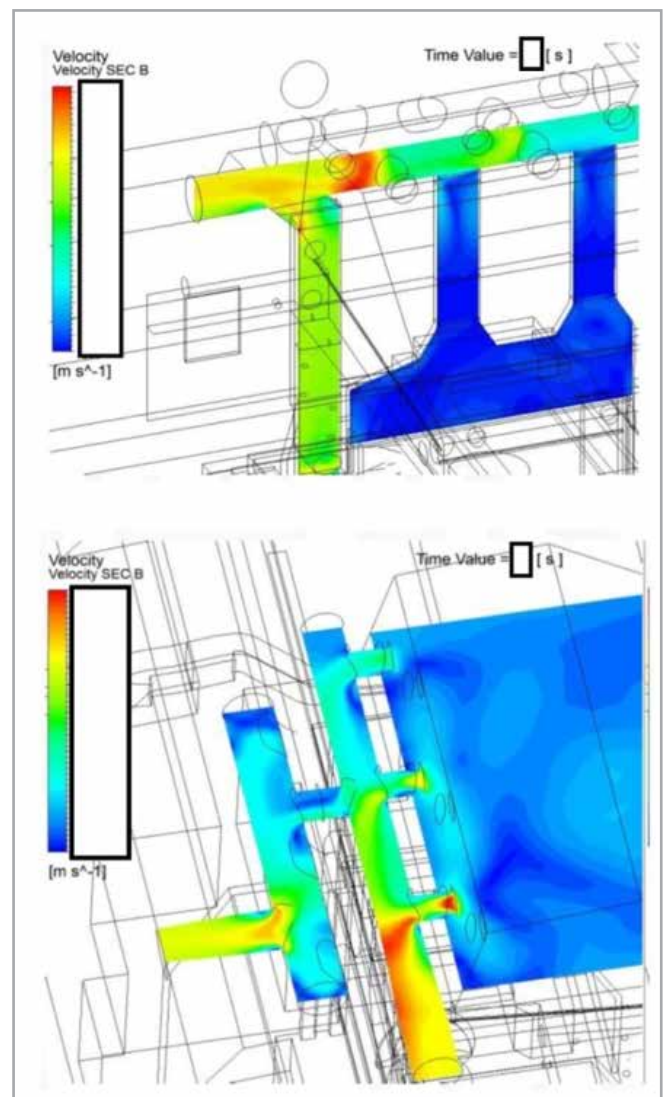 Velocity
Velocity SEC B
Time Value = [ s ]
[m s^-1]
Velocity
Velocity SEC B
Time Value = [ s ]
[m s^-1]